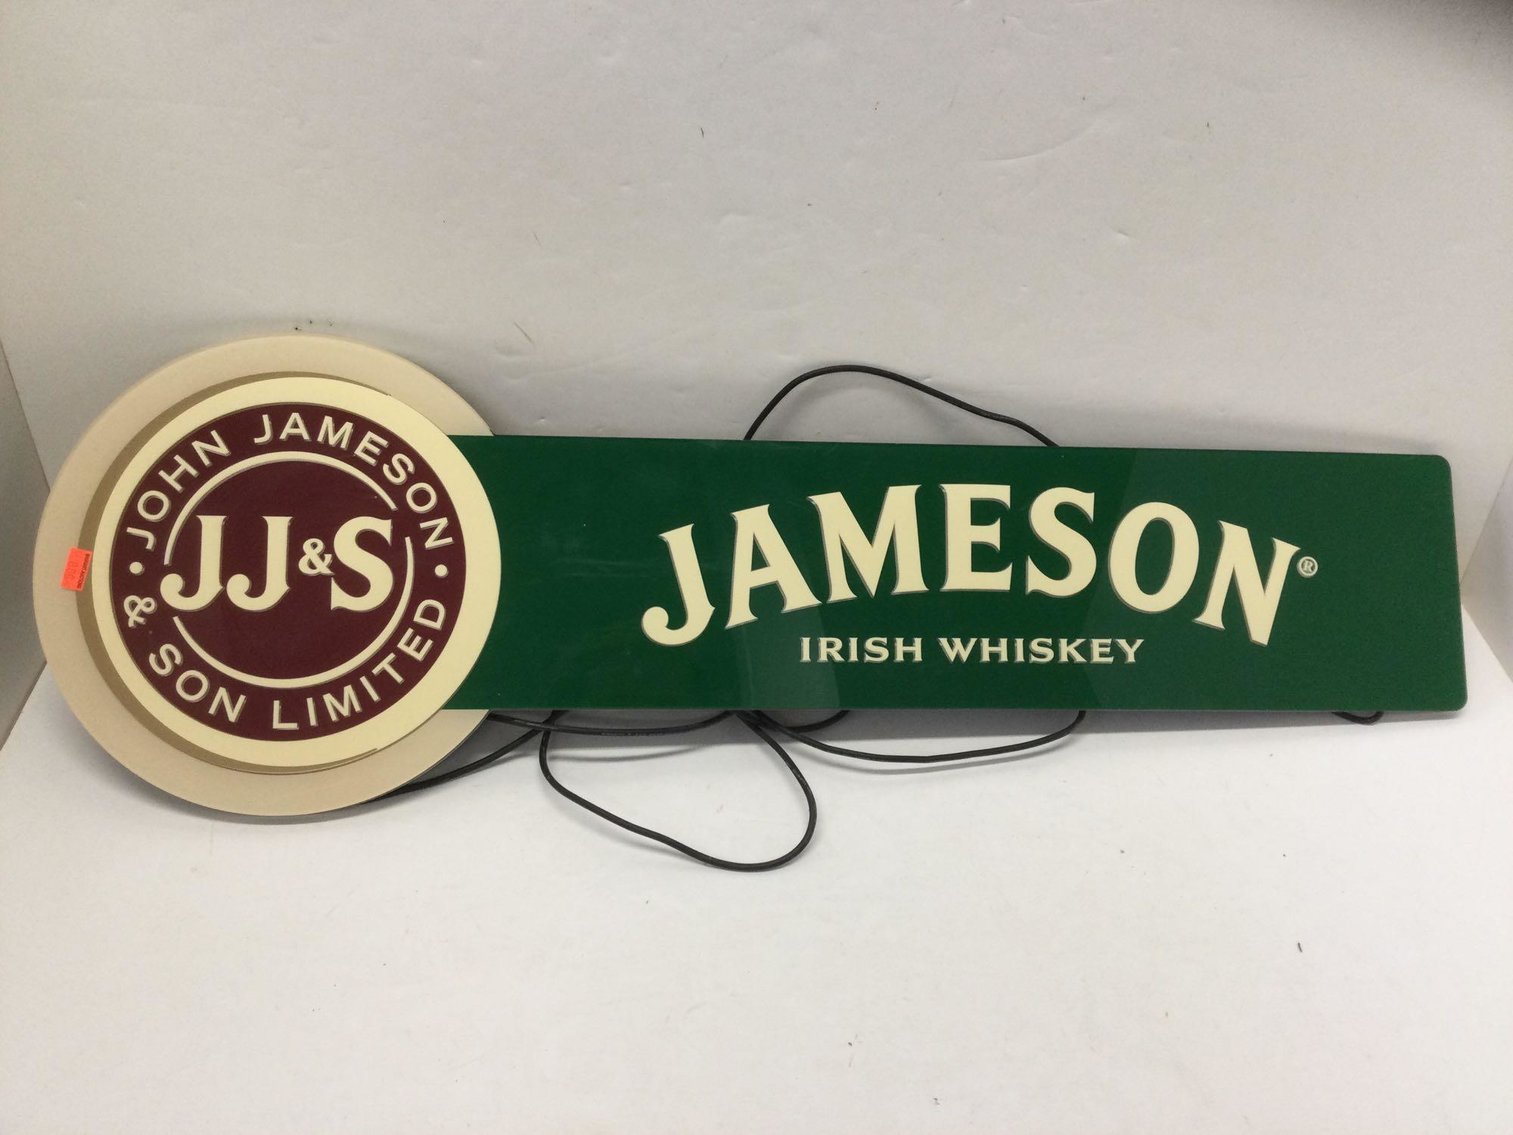 JOHN JAMESON
JJ&S
& SON LIMITED
JAMESON®
IRISH WHISKEY